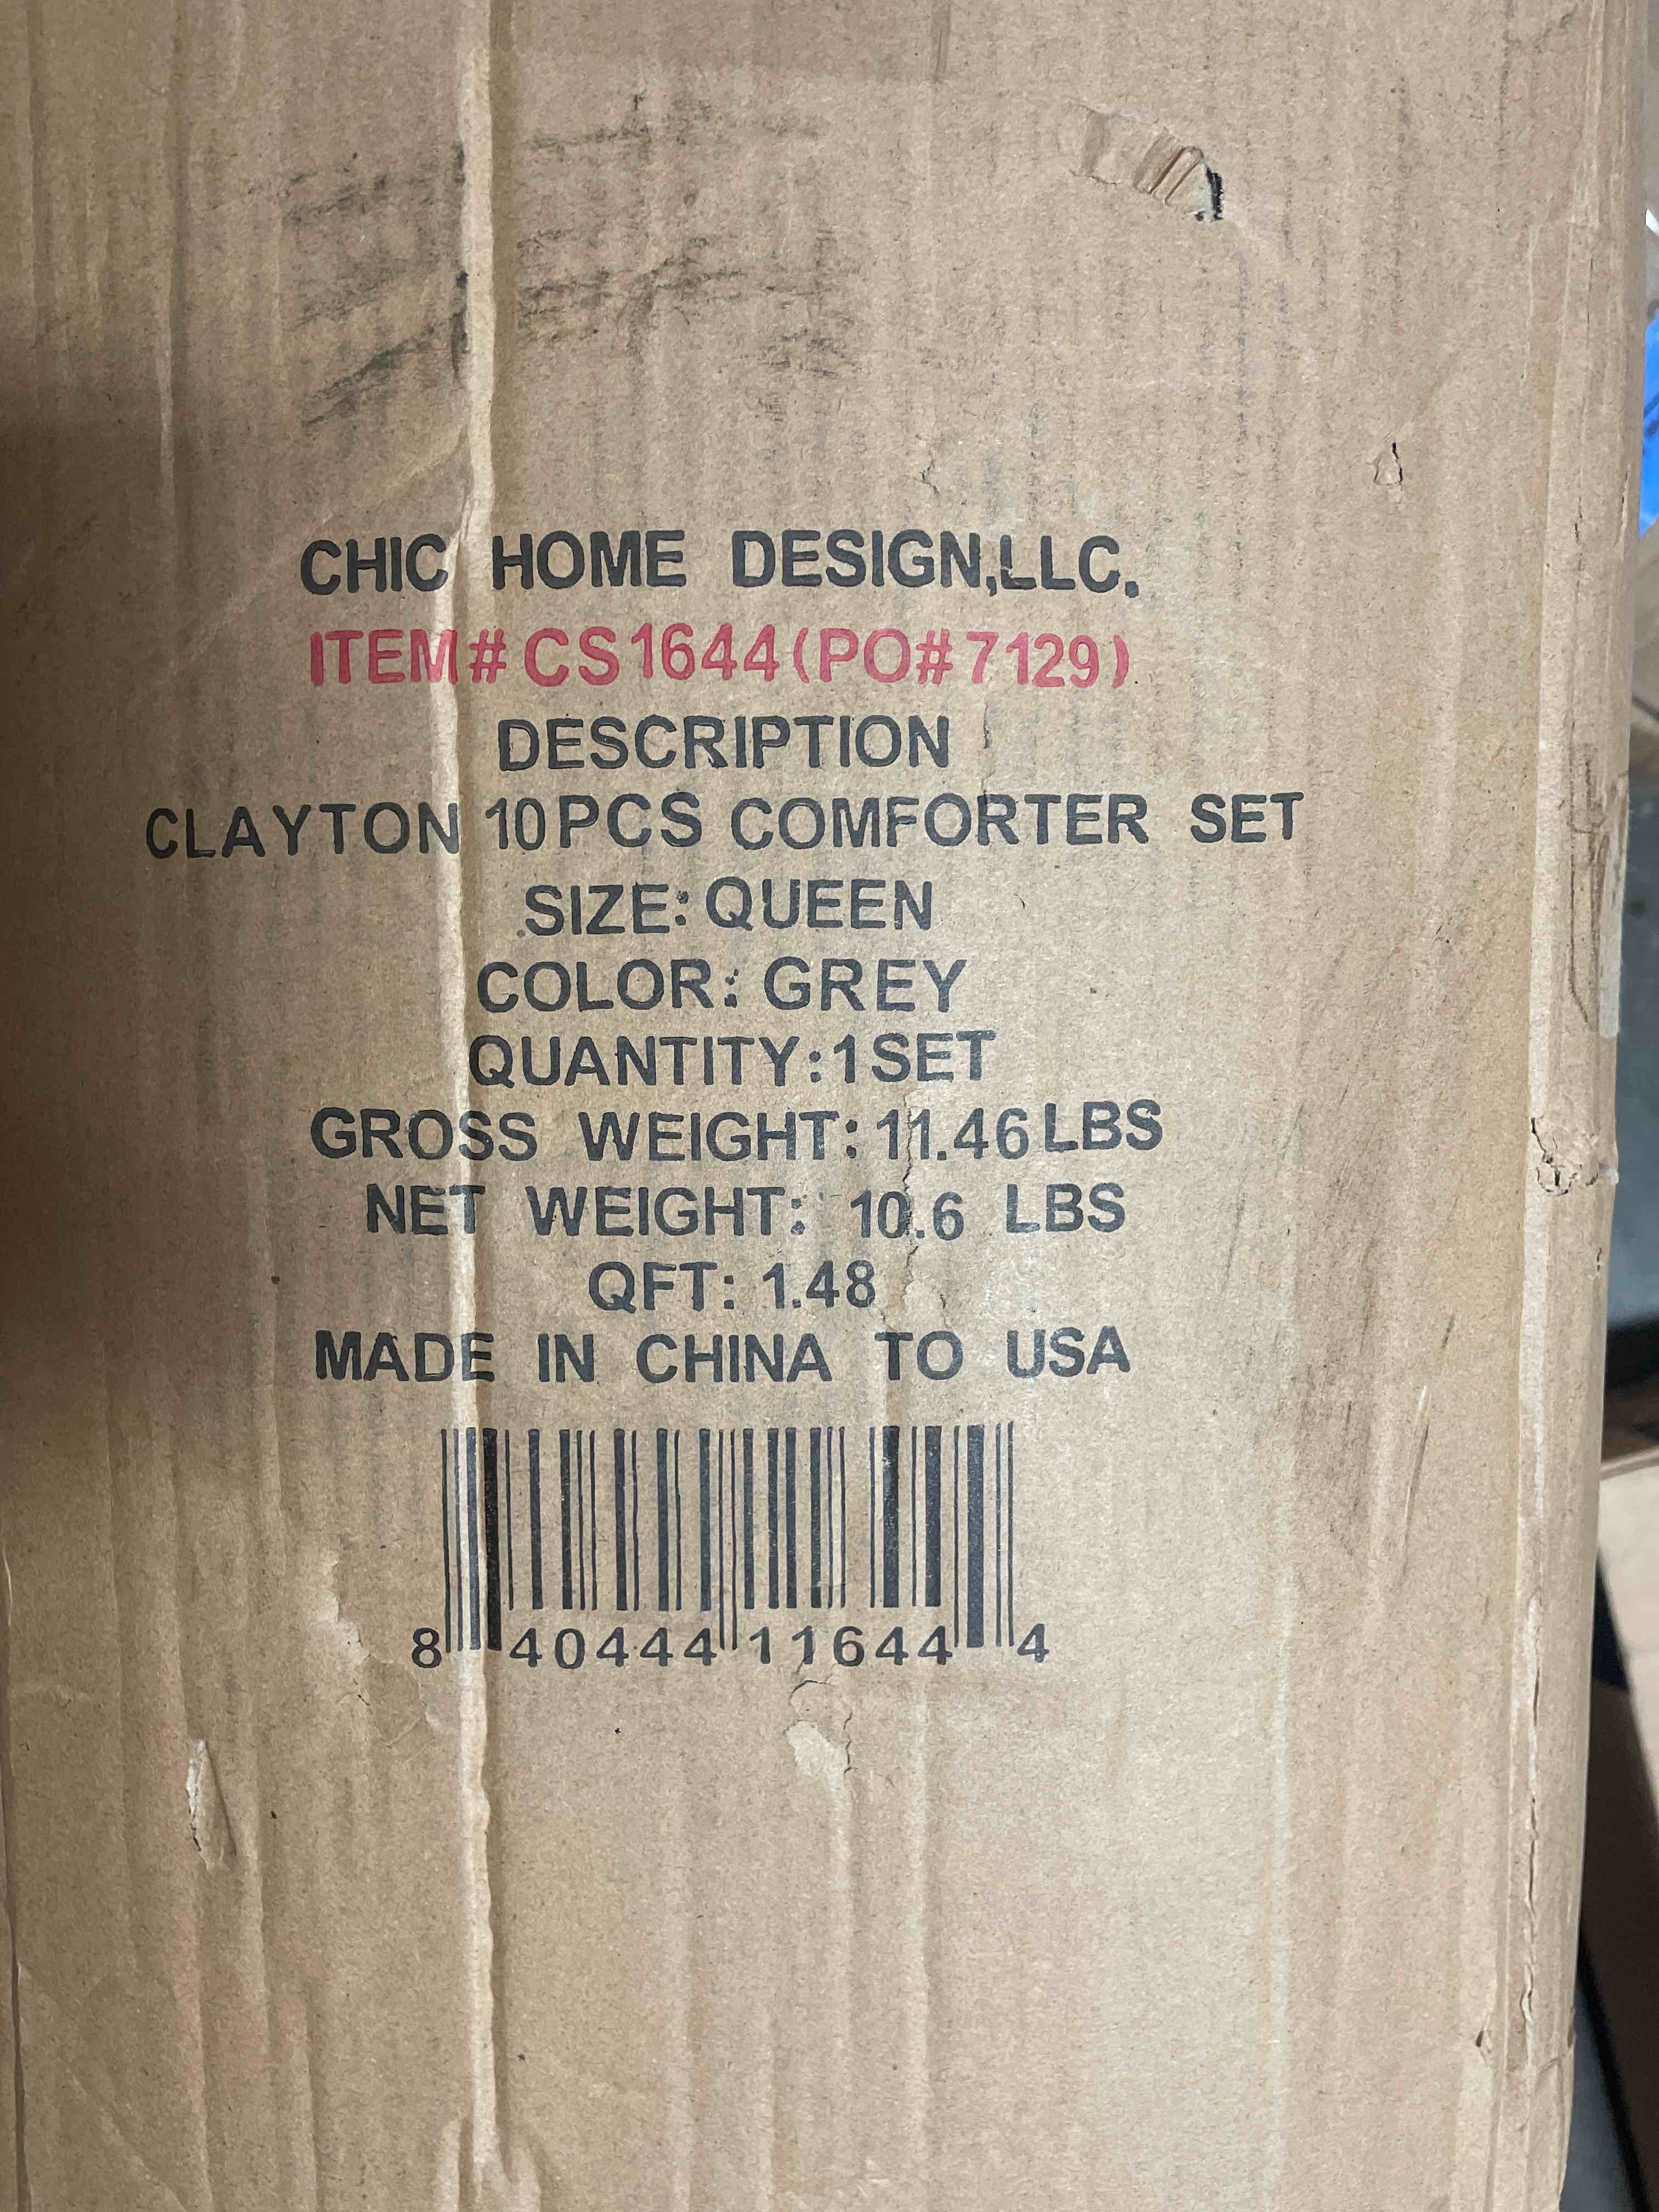 CHIC HOME DESIGN,LLC.
ITEM#CS1644(PO#7129)
DESCRIPTION
CLAYTON 10PCS COMFORTER SET
SIZE:QUEEN
COLOR: GREY
QUANTITY:1SET
GROSS WEIGHT:11.46LBS
NET WEIGHT: 10.6 LBS
QFT: 1.48
MADE IN CHINA TO USA
8 40444 11644 4